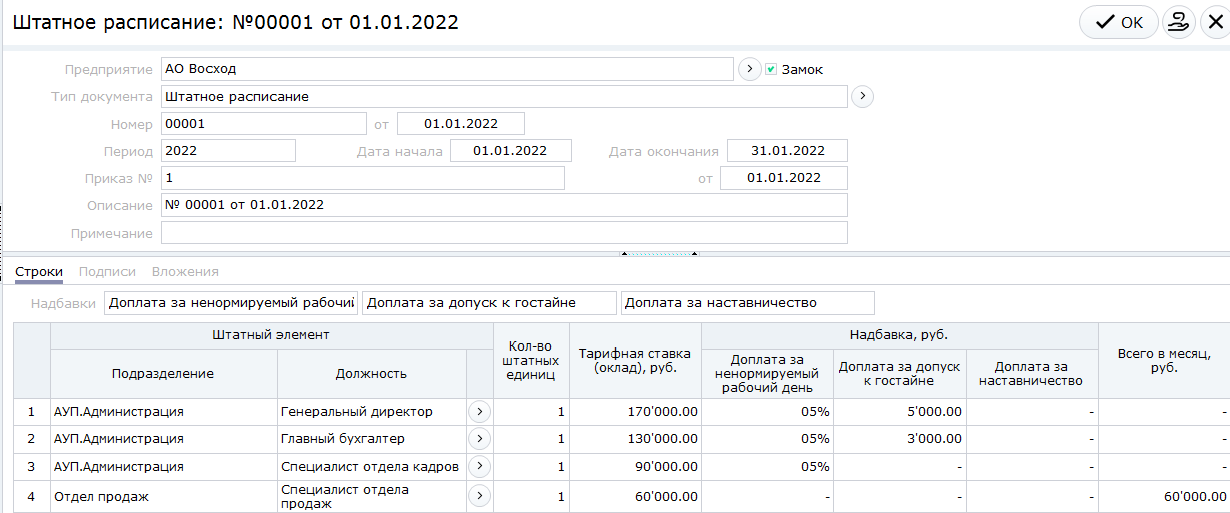 Штатное расписание: №00001 от 01.01.2022
OK
Предприятие АО Восход Замок
Тип документа Штатное расписание
Номер 00001 от 01.01.2022
Период 2022 Дата начала 01.01.2022 Дата окончания 31.01.2022
Приказ № 1 от 01.01.2022
Описание № 00001 от 01.01.2022
Примечание
Строки Подписи Вложения
Надбавки Доплата за ненормируемый рабочий Доплата за допуск к гостайне Доплата за наставничество
Штатный элемент
Подразделение
Должность
Кол-во
штатных
единиц
Тарифная ставка
(оклад), руб.
Надбавка, руб.
Доплата за
ненормируемый
рабочий день
Доплата за допуск
к гостайне
Доплата за
наставничество
Всего в месяц,
руб.
1 АУП.Администрация Генеральный директор 1 170'000.00 05% 5'000.00 - -
2 АУП.Администрация Главный бухгалтер 1 130'000.00 05% 3'000.00 - -
3 АУП.Администрация Специалист отдела кадров 1 90'000.00 05% - - -
4 Отдел продаж Специалист отдела
продаж 1 60'000.00 - - - 60'000.00